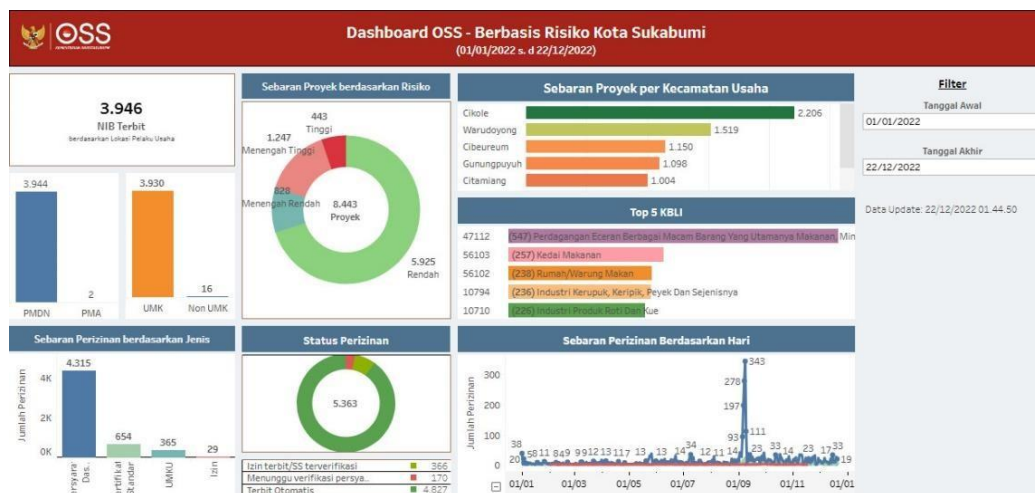 OSS
Dashboard OSS - Berbasis Risiko Kota Sukabumi
(01/01/2022 s. d 22/12/2022)
3.946
NIB Terbit
berdasarkan Lokasi Pelaku Usaha
3.944
2
PMDN
PMA
3.930
16
UMK
Non UMK
Sebaran Proyek berdasarkan Risiko
443
Tinggi
1.247
Menengah Tinggi
828
Menengah Rendah
8.443
Proyek
5.925
Rendah
Sebaran Proyek per Kecamatan Usaha
Cikole 2.206
Warudoyong 1.519
Cibeureum 1.150
Gunungpuyuh 1.098
Citamiang 1.004
Top 5 KBLI
47112 (547) Perdagangan Eceran Berbagai Macam Barang Yang Utamanya Makanan, Min
56103 (257) Kedai Makanan
56102 (238) Rumah/Warung Makan
10794 (236) Industri Kerupuk, Keripik, Peyek Dan Sejenisnya
10710 (226) Industri Produk Roti Dan Kue
Filter
Tanggal Awal
01/01/2022
Tanggal Akhir
22/12/2022
Data Update: 22/12/2022 01.44.50
Sebaran Perizinan berdasarkan Jenis
Jumlah Perizinan
4K
2K
0K
4.315
654
365
29
ersyara
Das..
ertifikat
Standar
UMKU
Izin
Status Perizinan
5.363
Izin terbit/SS terverifikasi 366
Menunggu verifikasi persya.. 170
Terbit Otomatis 4.827
Sebaran Perizinan Berdasarkan Hari
Jumlah Perizinan
300
200
100
0
343
278
197
93
111
38
20
13
13
14
34
12
11
14
23
33
14
23
17
33
19
01/01 01/03 01/05 01/07 01/09 01/11 01/01